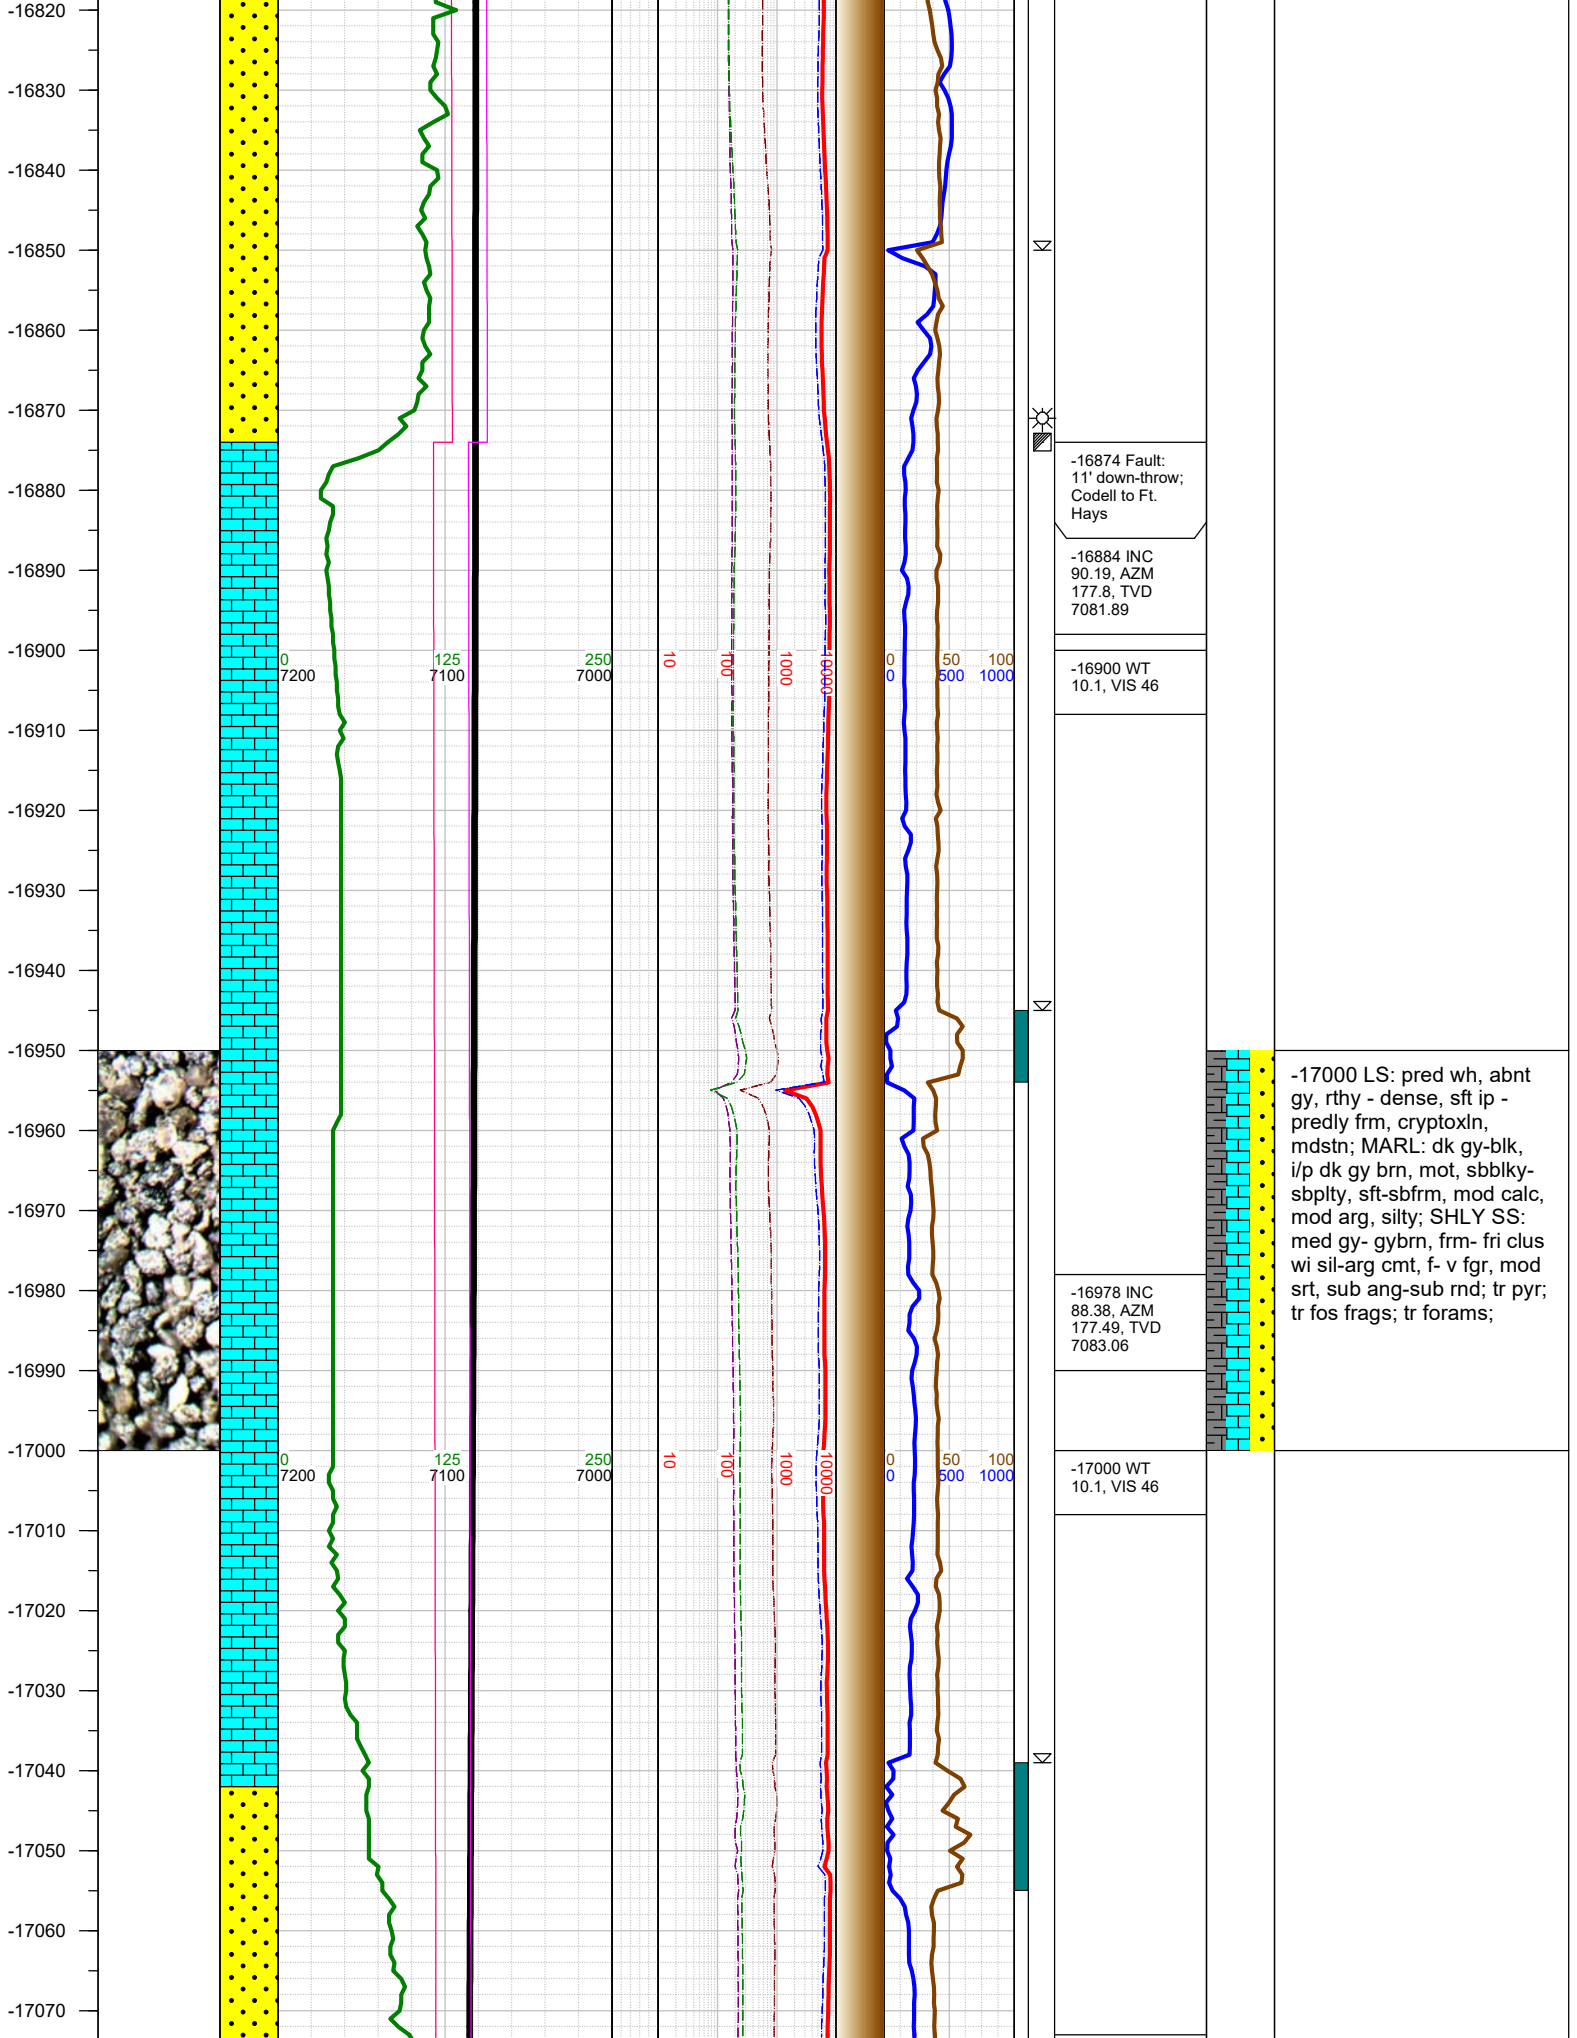 -16820
-16830
-16840
-16850
-16860
-16870
-16874 Fault:
11' down-throw;
Codell to Ft.
Hays
-16880
-16884 INC
90.19, AZM
177.8, TVD
7081.89
-16890
-16900
0 125 250
7200 7100 7000
10 100 1000 10000
0 50 100
0 500 1000
-16900 WT
10.1, VIS 46
-16910
-16920
-16930
-16940
-16950
-17000 LS: pred wh, abnt
gy, rthy - dense, sft ip -
predly frm, cryptoxln,
mdstn; MARL: dk gy-blk,
i/p dk gy brn, mot, sbblky-
sbplty, sft-sbfrm, mod calc,
mod arg, silty; SHLY SS:
med gy- gybrn, frm- fri clus
wi sil-arg cmt, f- v fgr, mod
srt, sub ang-sub rnd; tr pyr;
tr fos frags; tr forams;
-16960
-16970
-16980
-16978 INC
88.38, AZM
177.49, TVD
7083.06
-16990
-17000
0 125 250
7200 7100 7000
10 100 1000 10000
0 50 100
0 500 1000
-17000 WT
10.1, VIS 46
-17010
-17020
-17030
-17040
-17050
-17060
-17070